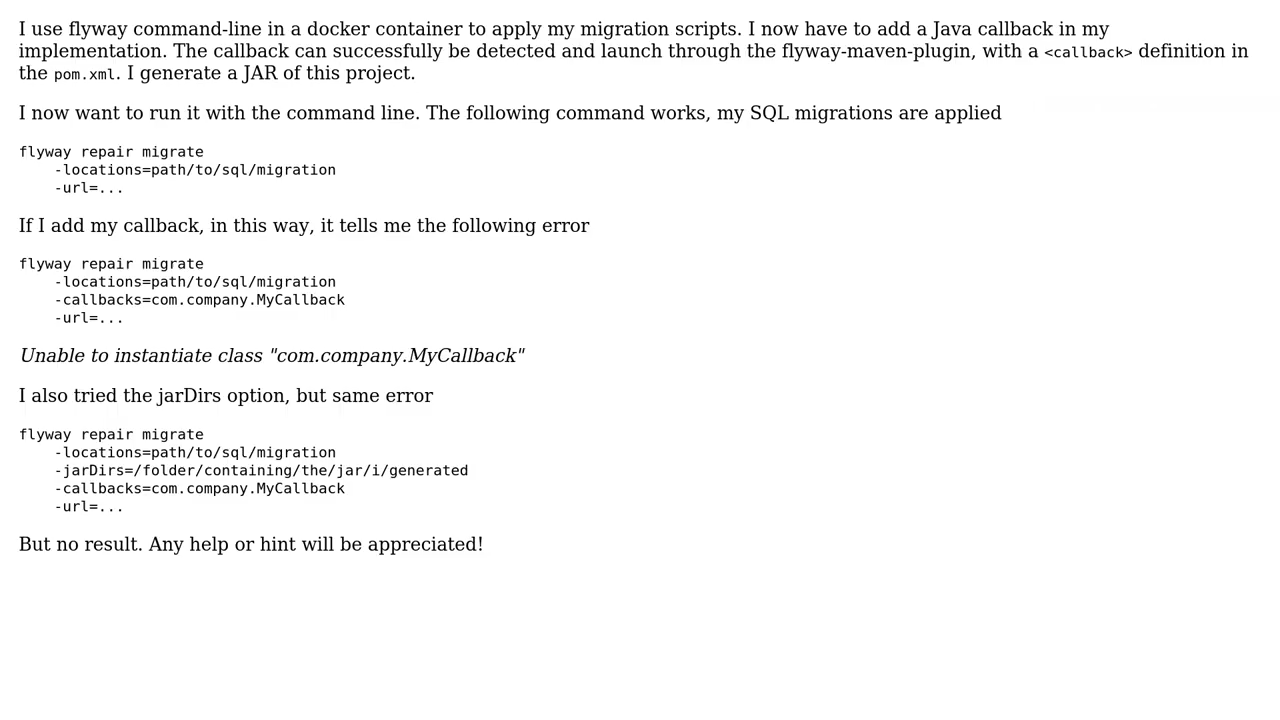 I use flyway command-line in a docker container to apply my migration scripts. I now have to add a Java callback in my
implementation. The callback can successfully be detected and launch through the flyway-maven-plugin, with a <callback> definition in
the pom.xml. I generate a JAR of this project.
I now want to run it with the command line. The following command works, my SQL migrations are applied
flyway repair migrate
    -locations=path/to/sql/migration
    -url=...
If I add my callback, in this way, it tells me the following error
flyway repair migrate
    -locations=path/to/sql/migration
    -callbacks=com.company.MyCallback
    -url=...
Unable to instantiate class "com.company.MyCallback"
I also tried the jarDirs option, but same error
flyway repair migrate
    -locations=path/to/sql/migration
    -jarDirs=/folder/containing/the/jar/i/generated
    -callbacks=com.company.MyCallback
    -url=...
But no result. Any help or hint will be appreciated!